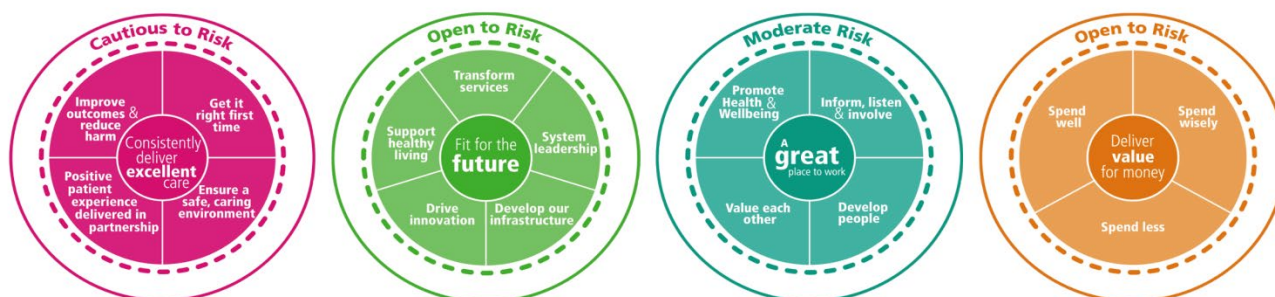 Cautious to Risk
Improve
outcomes &
reduce
harm
Get it
right first
time
Consistently
deliver
excellent
care
Positive
patient
experience
delivered in
partnership
Ensure a
safe, caring
environment
Open to Risk
Transform
services
Support
healthy
living
System
leadership
Fit for the
future
Drive
innovation
Develop our
infrastructure
Moderate Risk
Promote
Health &
Wellbeing
Inform, listen
& involve
A
great
place to work
Value each
other
Develop
people
Open to Risk
Spend
well
Spend
wisely
Deliver
value
for money
Spend less